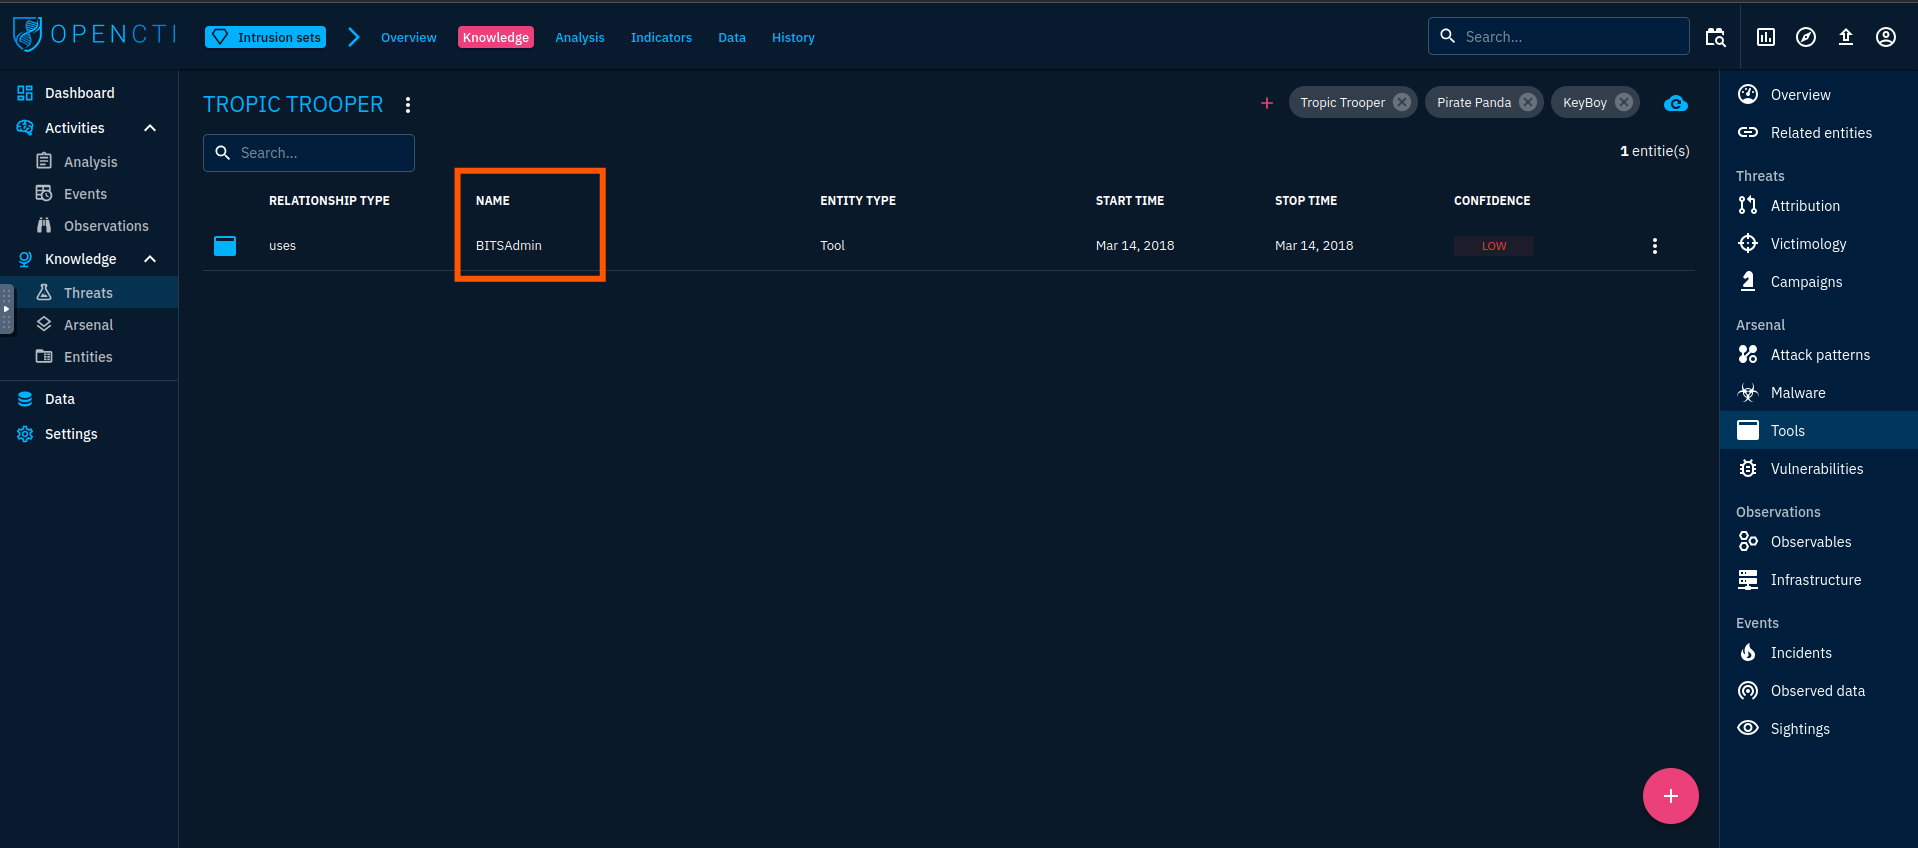 OPENCTI
Intrusion sets
Overview
Knowledge
Analysis
Indicators
Data
History
Search...
Dashboard
Activities
Analysis
Events
Observations
Knowledge
Threats
Arsenal
Entities
Data
Settings
TROPIC TROOPER
+ Tropic Trooper
Pirate Panda
KeyBoy
Search...
1 entitie(s)
RELATIONSHIP TYPE NAME ENTITY TYPE START TIME STOP TIME CONFIDENCE
uses BITSAdmin Tool Mar 14, 2018 Mar 14, 2018 LOW
Overview
Related entities
Threats
Attribution
Victimology
Campaigns
Arsenal
Attack patterns
Malware
Tools
Vulnerabilities
Observations
Observables
Infrastructure
Events
Incidents
Observed data
Sightings
+